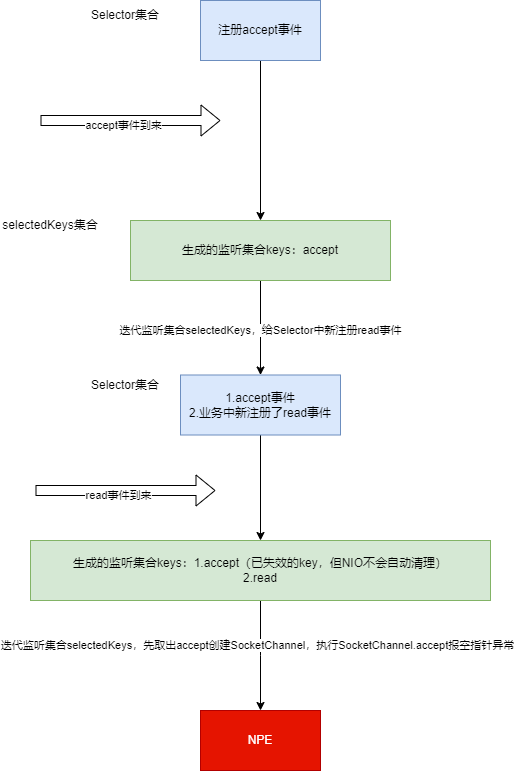 Selector集合
注册accept事件
accept事件到来
selectedKeys集合
生成的监听集合keys：accept
迭代监听集合selectedKeys，给Selector中新注册read事件
Selector集合
1.accept事件
2.业务中新注册了read事件
read事件到来
生成的监听集合keys：1.accept（已失效的key，但NIO不会自动清理）
2.read
迭代监听集合selectedKeys，先取出accept创建SocketChannel，执行SocketChannel.accept报空指针异常
NPE